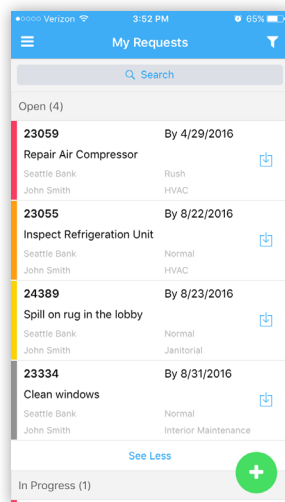 Verizon 3:52 PM 65%
My Requests
Search
Open (4)
23059 By 4/29/2016
Repair Air Compressor
Seattle Bank Rush
John Smith HVAC
23055 By 8/22/2016
Inspect Refrigeration Unit
Seattle Bank Normal
John Smith HVAC
24389 By 8/23/2016
Spill on rug in the lobby
Seattle Bank Normal
John Smith Janitorial
23334 By 8/31/2016
Clean windows
Seattle Bank Normal
John Smith Interior Maintenance
See Less
In Progress (1)